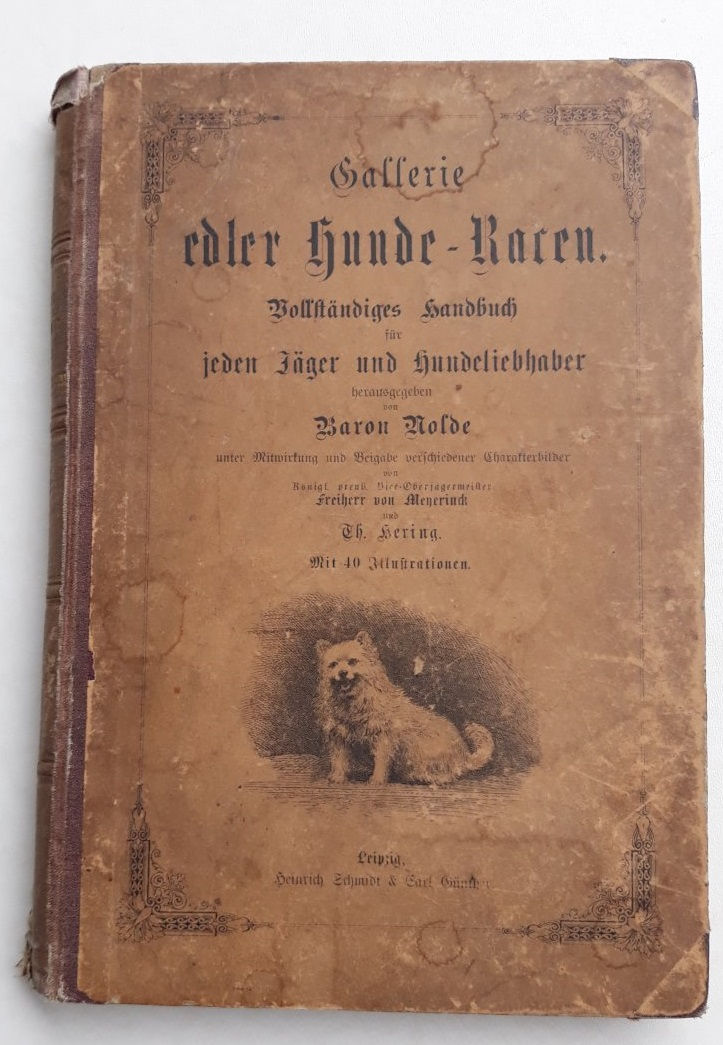 Gallerie
edler Hunde-Racen.
Vollständiges Handbuch
für
jeden Jäger und Hundeliebhaber
herausgegeben
von
Baron Nolde
unter Mitwirkung und Beigabe verschiedener Charakterbilder
von
Königl. preuß. Vice-Oberjägermeister
Freiherr von Meyerinck
und
Th. Hering.
Mit 40 Illustrationen.
Leipzig,
Heinrich Schmidt & Carl Günther.